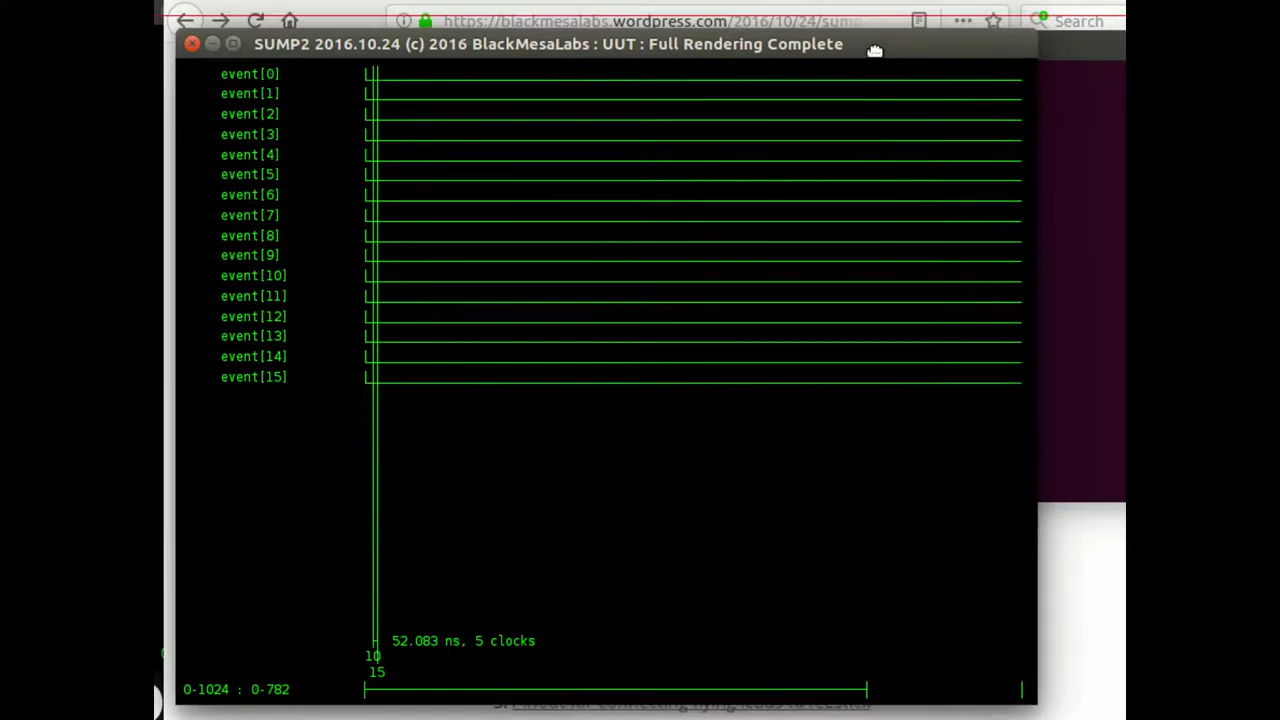 https://blackmesalabs.wordpress.com/2016/10/24/sump
Search
SUMP2 2016.10.24 (c) 2016 BlackMesaLabs : UUT : Full Rendering Complete
event[0]
event[1]
event[2]
event[3]
event[4]
event[5]
event[6]
event[7]
event[8]
event[9]
event[10]
event[11]
event[12]
event[13]
event[14]
event[15]
52.083 ns, 5 clocks
10
15
0-1024 : 0-782